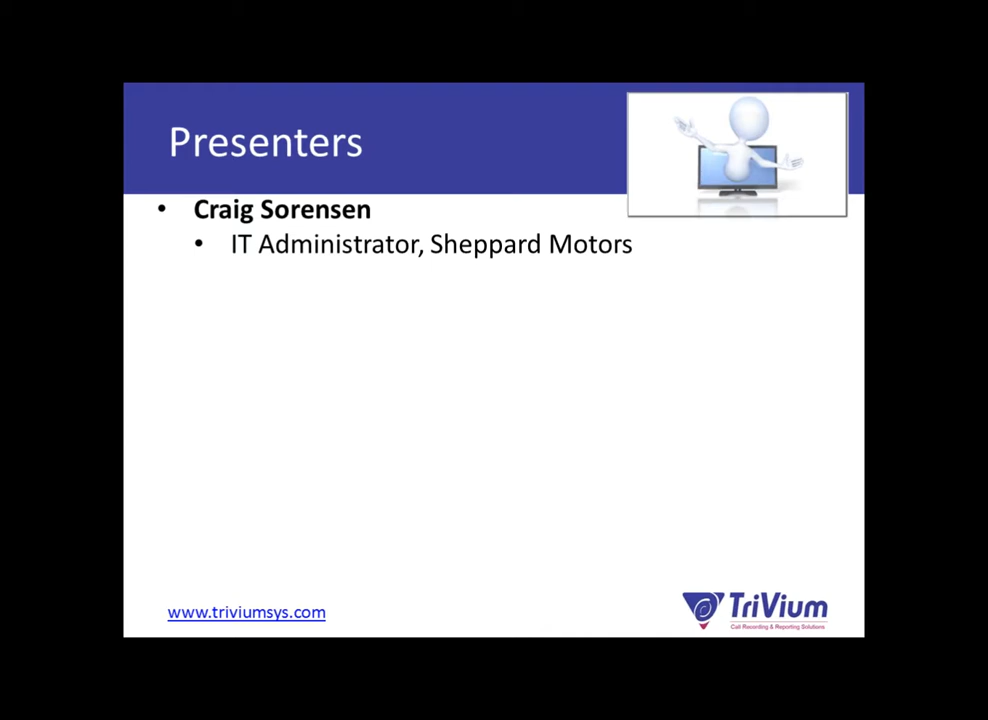 Presenters
• Craig Sorensen
• IT Administrator, Sheppard Motors
www.triviumsys.com
TriVium
Call Recording & Reporting Solutions